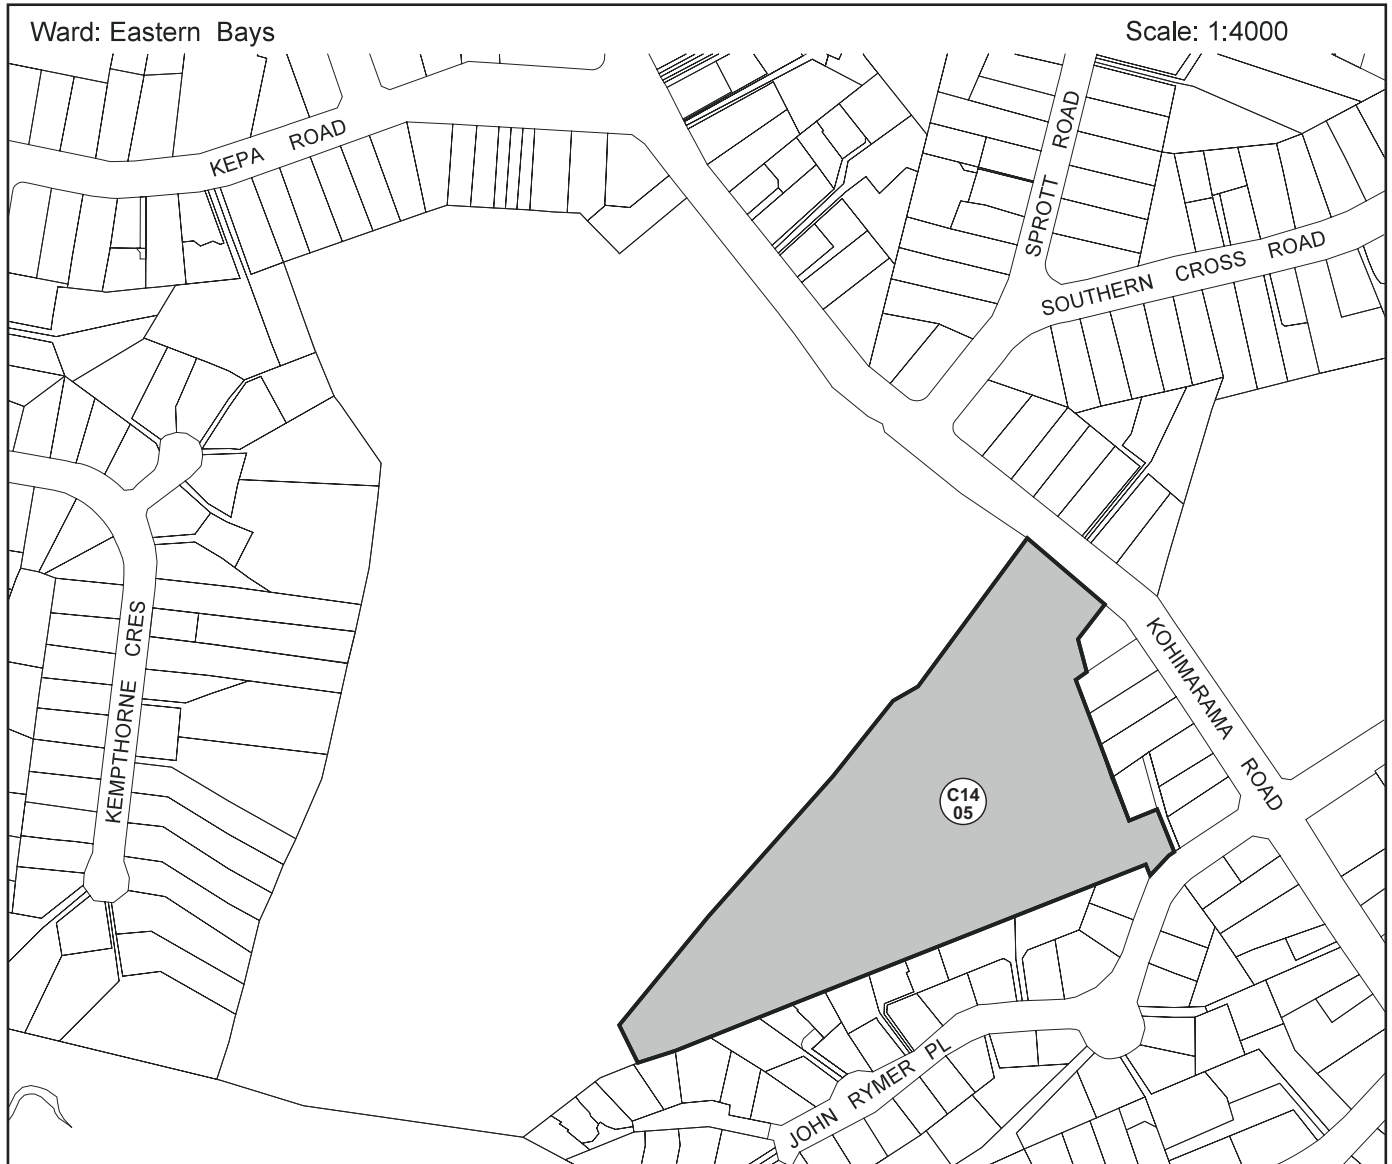 Ward: Eastern Bays
Scale: 1:4000
KEPA ROAD
SPROTT ROAD
SOUTHERN CROSS ROAD
KEMPTHORNE CRES
KOHIMARAMA ROAD
C14
05
JOHN RYMER PL